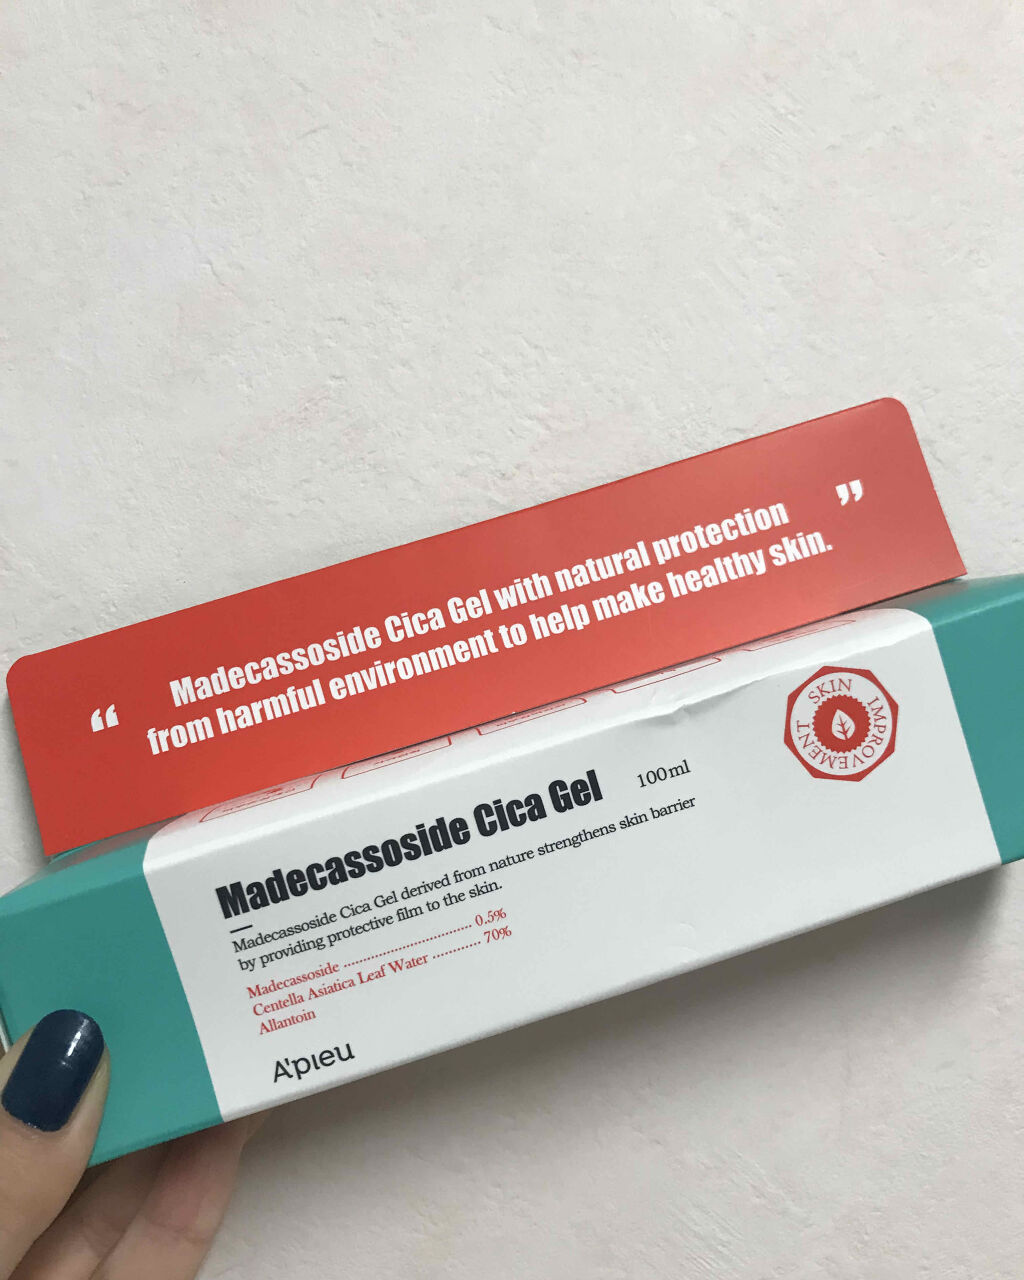 “ Madecassoside Cica Gel with natural protection
from harmful environment to help make healthy skin. ”
Madecassoside Cica Gel 100ml
Madecassoside Cica Gel derived from nature strengthens skin barrier
by providing protective film to the skin.
Madecassoside ................................ 0.5%
Centella Asiatica Leaf Water ............ 70%
Allantoin
A'pieu
SKIN IMPROVEMENT